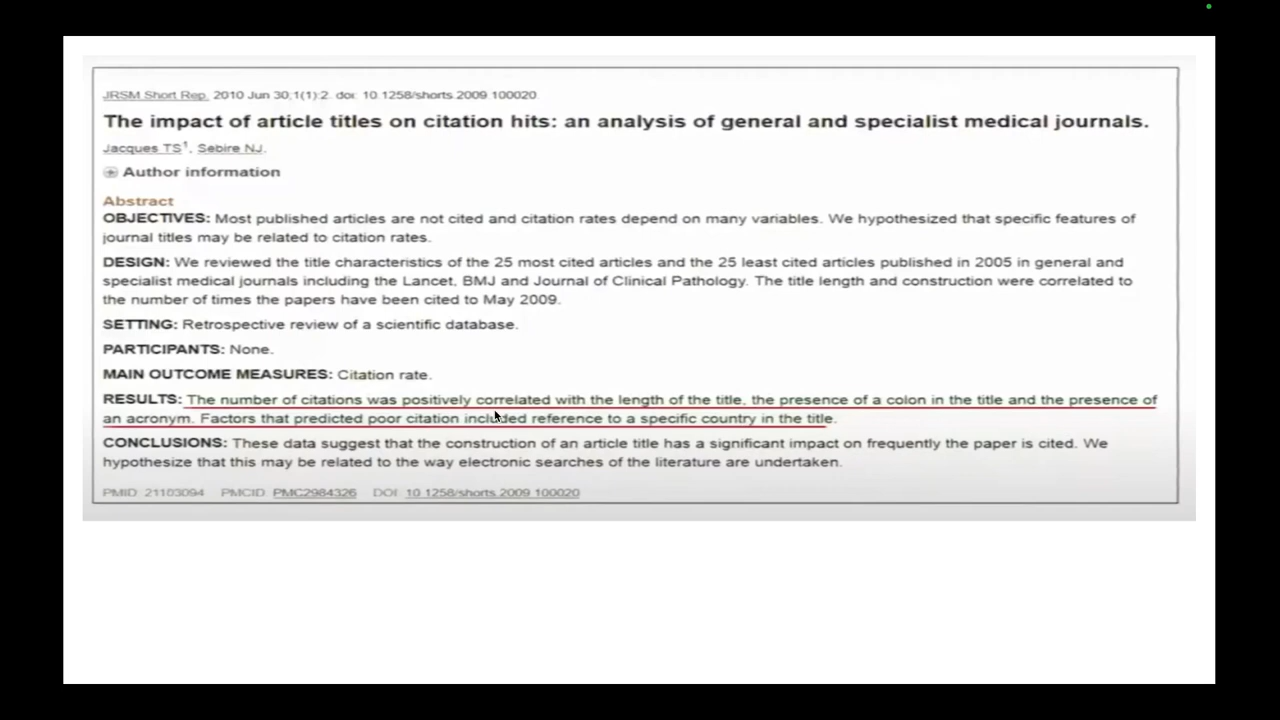 JRSM Short Rep. 2010 Jun 30;1(1):2. doi: 10.1258/shorts.2009.100020.
The impact of article titles on citation hits: an analysis of general and specialist medical journals.
Jacques TS1, Sebire NJ.
Author information
Abstract
OBJECTIVES: Most published articles are not cited and citation rates depend on many variables. We hypothesized that specific features of
journal titles may be related to citation rates.
DESIGN: We reviewed the title characteristics of the 25 most cited articles and the 25 least cited articles published in 2005 in general and
specialist medical journals including the Lancet, BMJ and Journal of Clinical Pathology. The title length and construction were correlated to
the number of times the papers have been cited to May 2009.
SETTING: Retrospective review of a scientific database.
PARTICIPANTS: None.
MAIN OUTCOME MEASURES: Citation rate.
RESULTS: The number of citations was positively correlated with the length of the title, the presence of a colon in the title and the presence of
an acronym. Factors that predicted poor citation included reference to a specific country in the title.
CONCLUSIONS: These data suggest that the construction of an article title has a significant impact on frequently the paper is cited. We
hypothesize that this may be related to the way electronic searches of the literature are undertaken.
PMID: 21103094 PMCID: PMC2984326 DOI: 10.1258/shorts.2009.100020